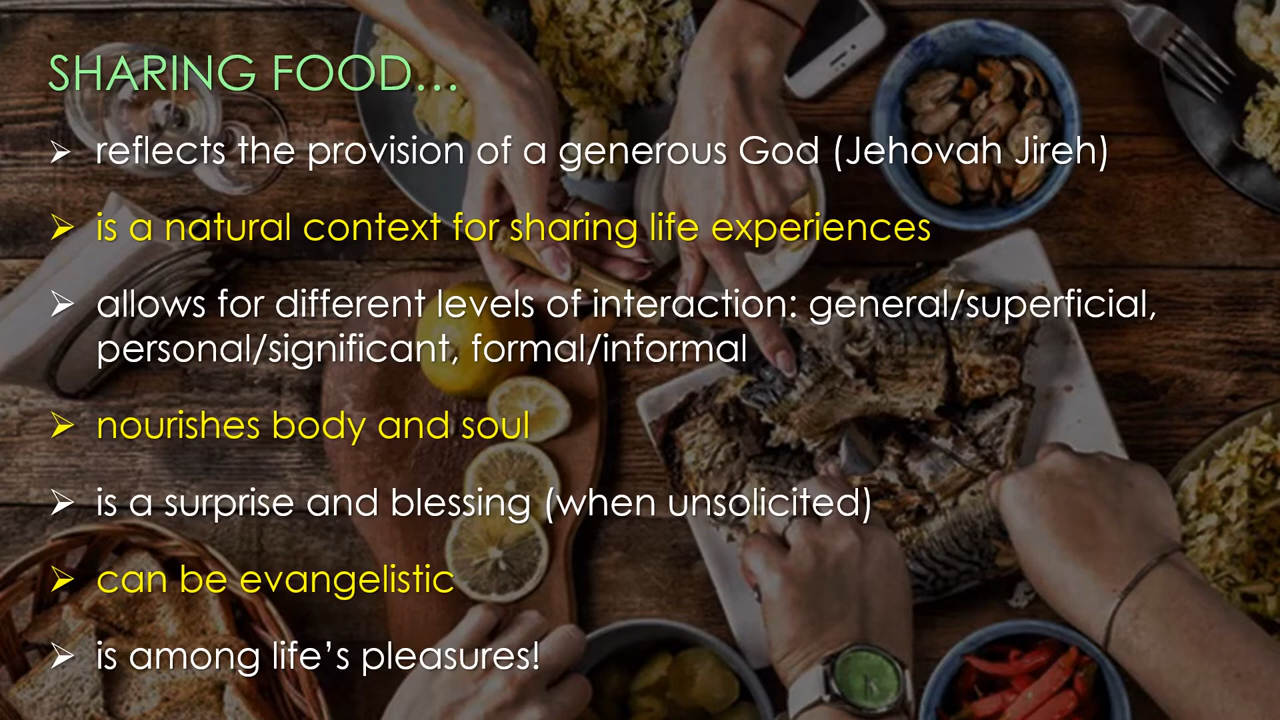 SHARING FOOD…
➢ reflects the provision of a generous God (Jehovah Jireh)
➢ is a natural context for sharing life experiences
➢ allows for different levels of interaction: general/superficial,
personal/significant, formal/informal
➢ nourishes body and soul
➢ is a surprise and blessing (when unsolicited)
➢ can be evangelistic
➢ is among life’s pleasures!